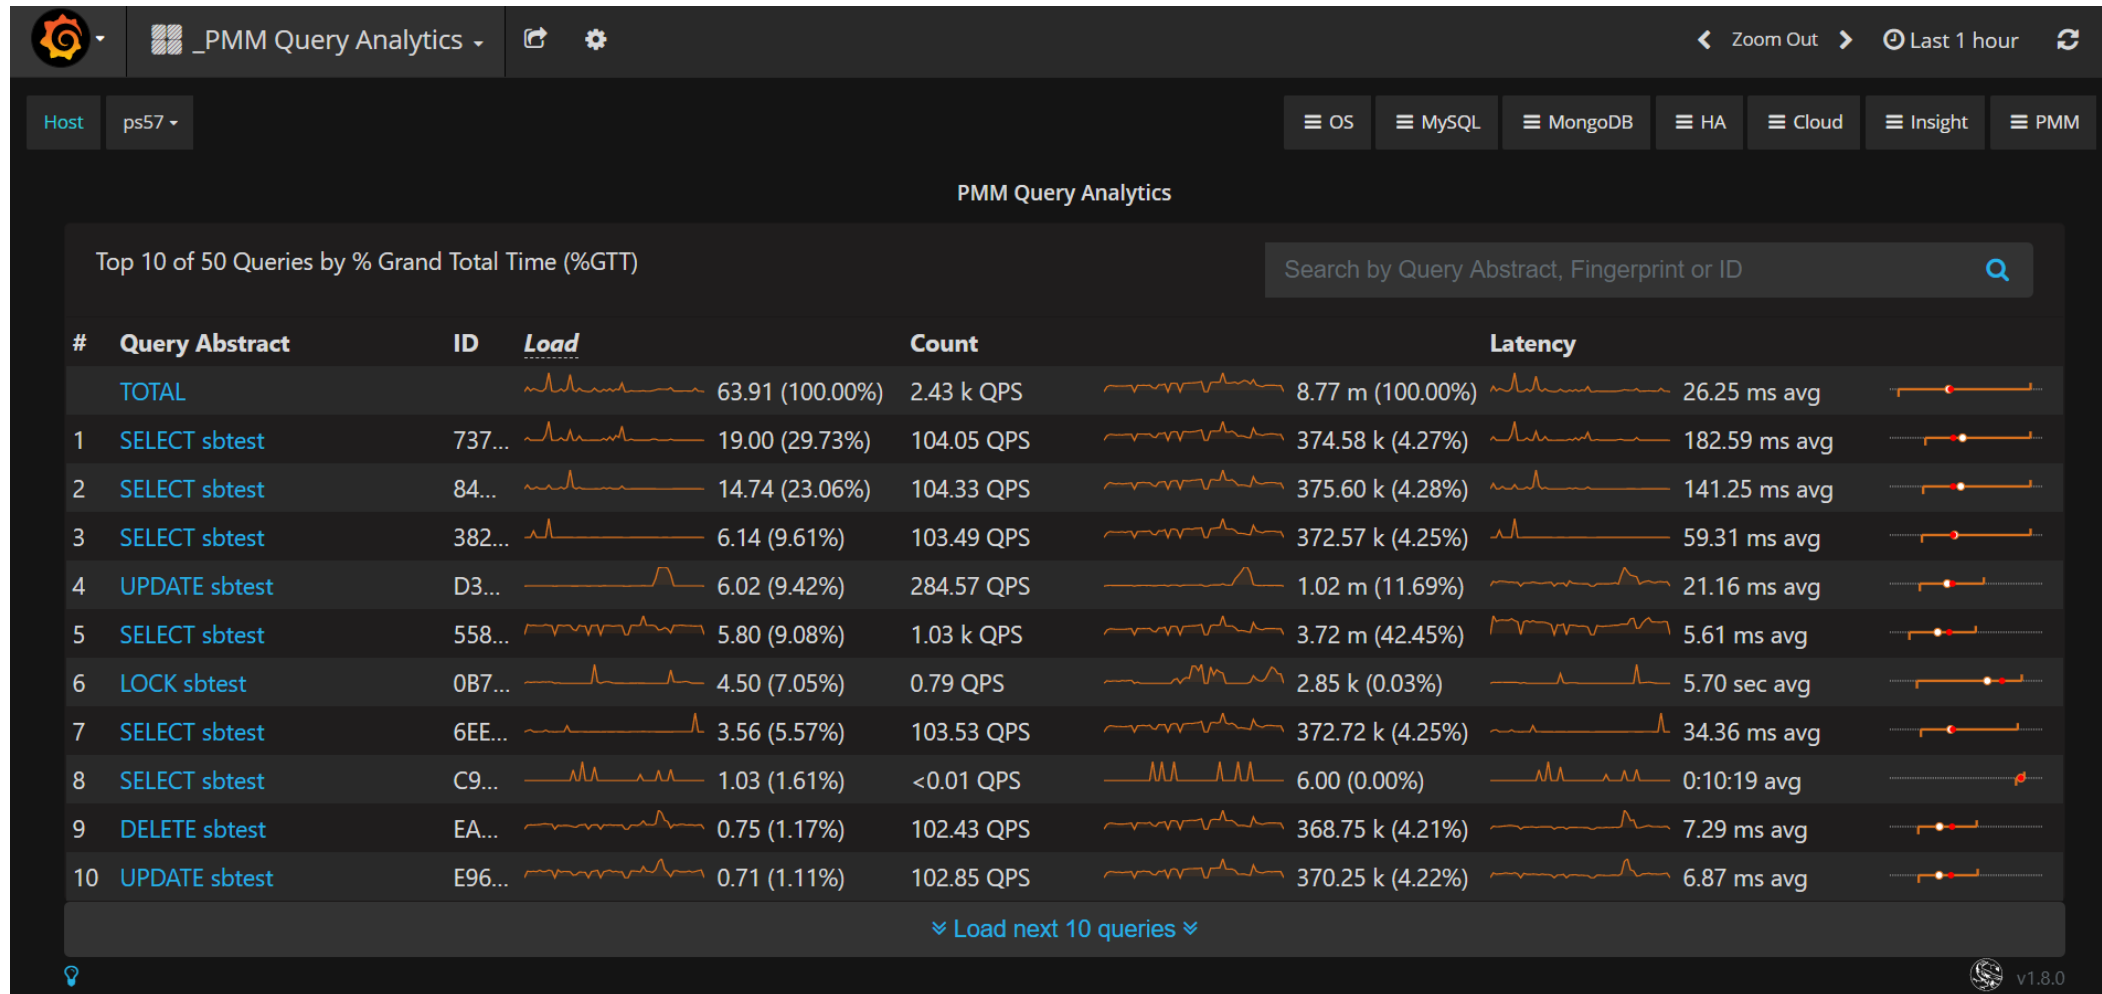 _PMM Query Analytics
Zoom Out
Last 1 hour
Host ps57
OS MySQL MongoDB HA Cloud Insight PMM
PMM Query Analytics
Top 10 of 50 Queries by % Grand Total Time (%GTT)
Search by Query Abstract, Fingerprint or ID
# Query Abstract ID Load Count Latency
TOTAL 63.91 (100.00%) 2.43 k QPS 8.77 m (100.00%) 26.25 ms avg
1 SELECT sbtest 737... 19.00 (29.73%) 104.05 QPS 374.58 k (4.27%) 182.59 ms avg
2 SELECT sbtest 84... 14.74 (23.06%) 104.33 QPS 375.60 k (4.28%) 141.25 ms avg
3 SELECT sbtest 382... 6.14 (9.61%) 103.49 QPS 372.57 k (4.25%) 59.31 ms avg
4 UPDATE sbtest D3... 6.02 (9.42%) 284.57 QPS 1.02 m (11.69%) 21.16 ms avg
5 SELECT sbtest 558... 5.80 (9.08%) 1.03 k QPS 3.72 m (42.45%) 5.61 ms avg
6 LOCK sbtest 0B7... 4.50 (7.05%) 0.79 QPS 2.85 k (0.03%) 5.70 sec avg
7 SELECT sbtest 6EE... 3.56 (5.57%) 103.53 QPS 372.72 k (4.25%) 34.36 ms avg
8 SELECT sbtest C9... 1.03 (1.61%) <0.01 QPS 6.00 (0.00%) 0:10:19 avg
9 DELETE sbtest EA... 0.75 (1.17%) 102.43 QPS 368.75 k (4.21%) 7.29 ms avg
10 UPDATE sbtest E96... 0.71 (1.11%) 102.85 QPS 370.25 k (4.22%) 6.87 ms avg
Load next 10 queries
v1.8.0